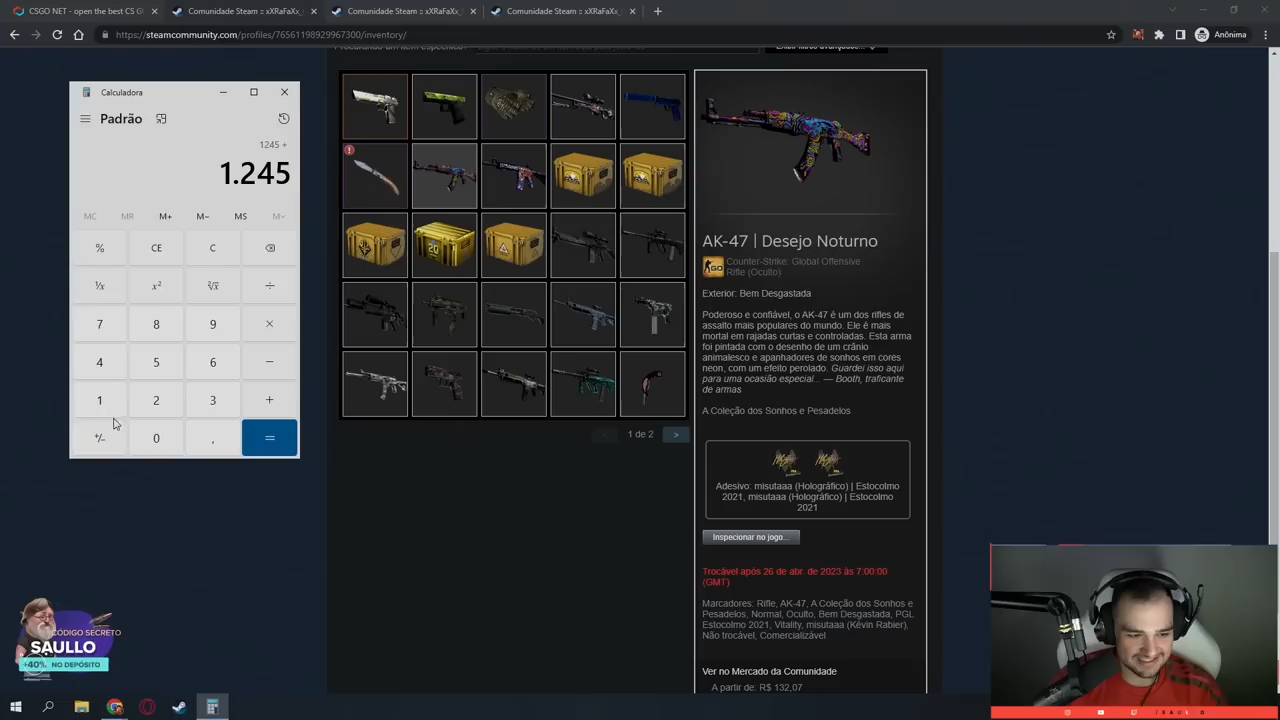 CSGO NET - open the best CS G
Comunidade Steam :: xXRaFaXx_
Comunidade Steam :: xXRaFaXx_
Comunidade Steam :: xXRaFaXx_
https://steamcommunity.com/profiles/76561198929967300/inventory/
Anônima
Calculadora
Padrão
1245 +
1.245
MC MR M+ M− MS M˅
% CE C
¹/x x² ²√x ÷
7 8 9 ×
4 5 6 −
1 2 3 +
+/− 0 , =
20
1 de 2 >
AK-47 | Desejo Noturno
GO
Counter-Strike: Global Offensive
Rifle (Oculto)
Exterior: Bem Desgastada
Poderoso e confiável, o AK-47 é um dos rifles de
assalto mais populares do mundo. Ele é mais
mortal em rajadas curtas e controladas. Esta arma
foi pintada com o desenho de um crânio
animalesco e apanhadores de sonhos em cores
neon, com um efeito perolado. Guardei isso aqui
para uma ocasião especial... — Booth, traficante
de armas
A Coleção dos Sonhos e Pesadelos
Adesivo: misutaaa (Holográfico) | Estocolmo
2021, misutaaa (Holográfico) | Estocolmo
2021
Inspecionar no jogo...
Trocável após 26 de abr. de 2023 às 7:00:00
(GMT)
Marcadores: Rifle, AK-47, A Coleção dos Sonhos e
Pesadelos, Normal, Oculto, Bem Desgastada, PGL
Estocolmo 2021, Vitality, misutaaa (Kévin Rabier),
Não trocável, Comercializável
Ver no Mercado da Comunidade
A partir de: R$ 132,07
CÓDIGO SECRETO
SAULLO
+40% NO DEPÓSITO